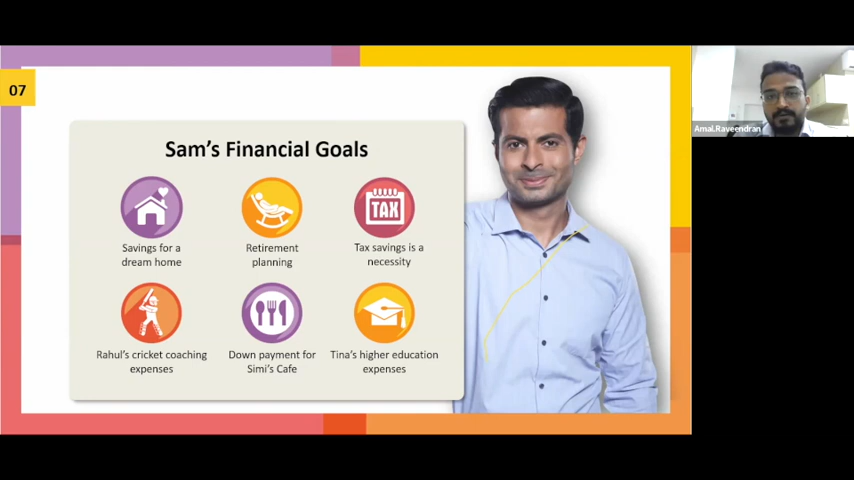 07
Sam's Financial Goals
Savings for a
dream home
Retirement
planning
TAX
Tax savings is a
necessity
Rahul's cricket coaching
expenses
Down payment for
Simi's Cafe
Tina's higher education
expenses
Amal.Raveendran